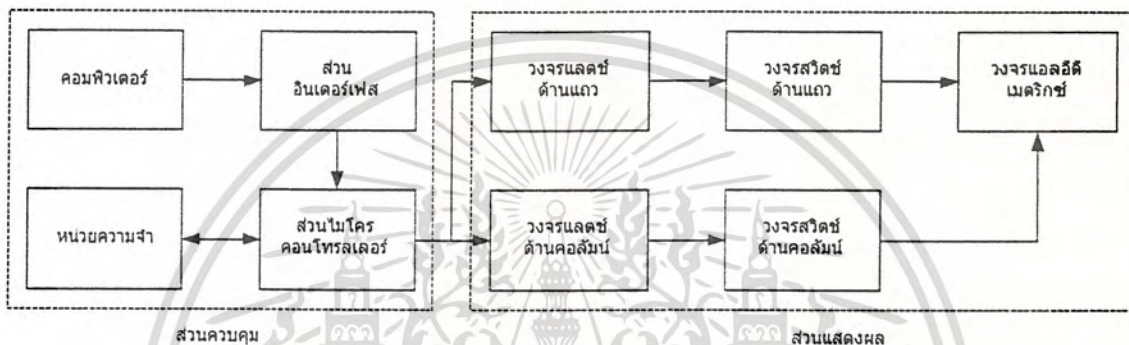 คอมพิวเตอร์
ส่วน
อินเตอร์เฟส
วงจรแลตช์
ด้านแถว
วงจรสวิตช์
ด้านแถว
วงจรแอลอีดี
เมตริกซ์
หน่วยความจำ
ส่วนไมโคร
คอนโทรลเลอร์
วงจรแลตช์
ด้านคอลัมน์
วงจรสวิตช์
ด้านคอลัมน์
ส่วนควบคุม
ส่วนแสดงผล